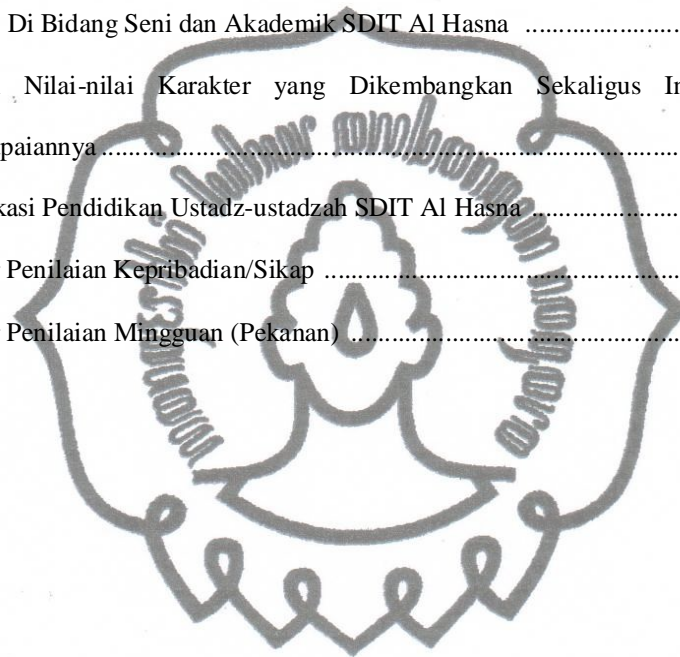 Di Bidang Seni dan Akademik SDIT Al Hasna .......................
Nilai-nilai Karakter yang Dikembangkan Sekaligus In
paiannya .....................................................................................
kasi Pendidikan Ustadz-ustadzah SDIT Al Hasna ......................
Penilaian Kepribadian/Sikap ....................................................
Penilaian Mingguan (Pekanan) ................................................